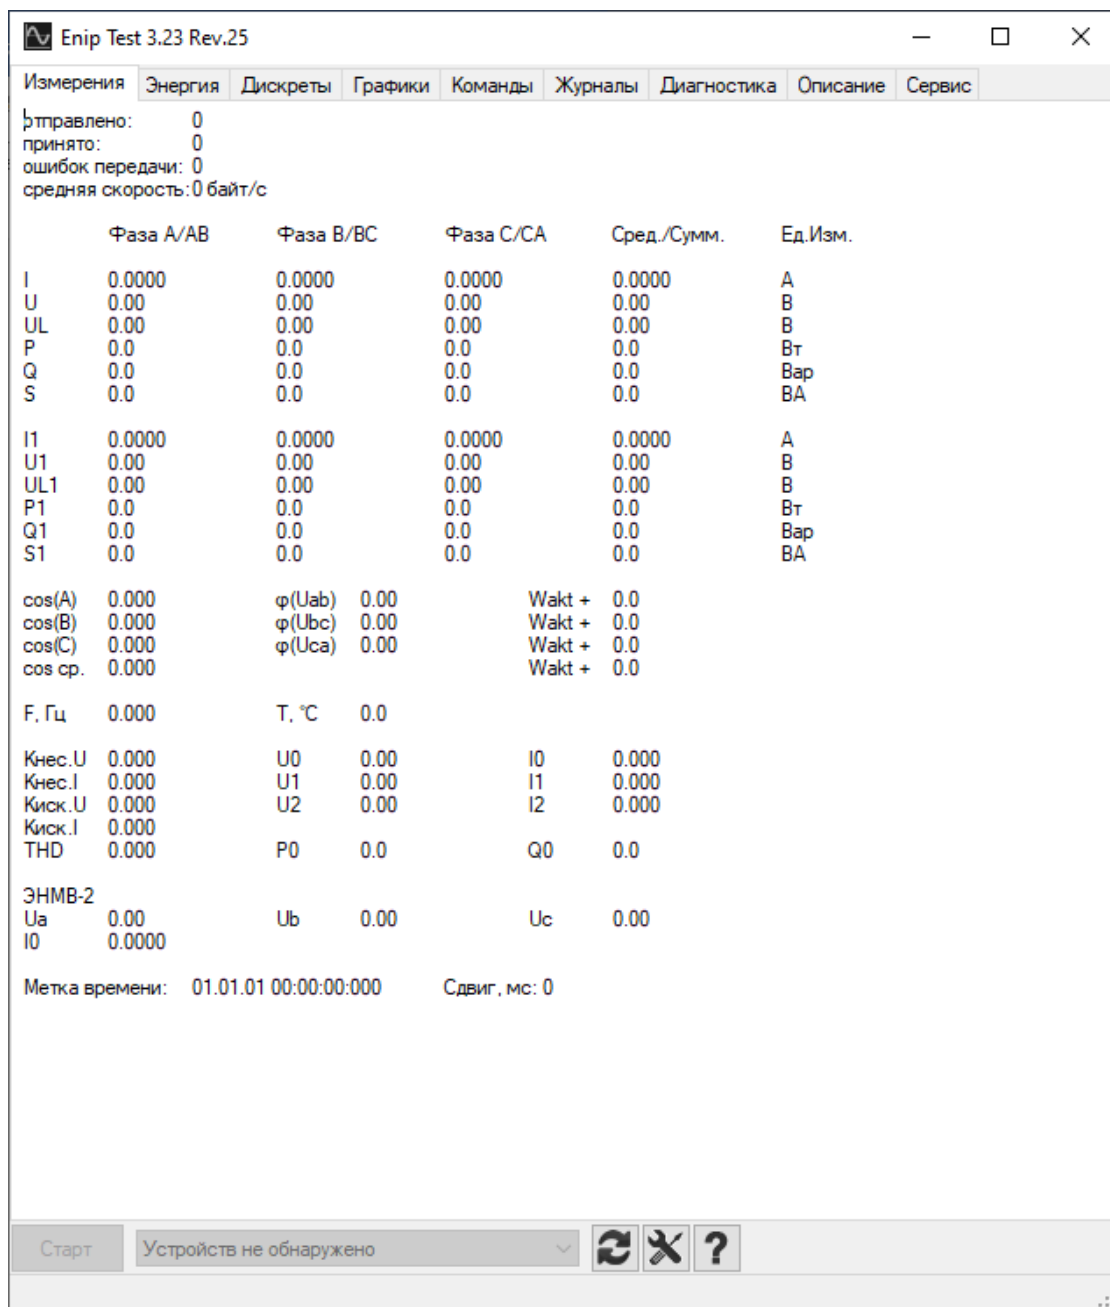 Enip Test 3.23 Rev.25
Измерения Энергия Дискреты Графики Команды Журналы Диагностика Описание Сервис
отправлено: 0
принято: 0
ошибок передачи: 0
средняя скорость: 0 байт/с
Фаза A/AB Фаза B/BC Фаза C/CA Сред./Сумм. Ед.Изм.
I 0.0000 0.0000 0.0000 0.0000 А
U 0.00 0.00 0.00 0.00 В
UL 0.00 0.00 0.00 0.00 В
P 0.0 0.0 0.0 0.0 Вт
Q 0.0 0.0 0.0 0.0 Вар
S 0.0 0.0 0.0 0.0 ВА
I1 0.0000 0.0000 0.0000 0.0000 А
U1 0.00 0.00 0.00 0.00 В
UL1 0.00 0.00 0.00 0.00 В
P1 0.0 0.0 0.0 0.0 Вт
Q1 0.0 0.0 0.0 0.0 Вар
S1 0.0 0.0 0.0 0.0 ВА
cos(A) 0.000 φ(Uab) 0.00 Wakt + 0.0
cos(B) 0.000 φ(Ubc) 0.00 Wakt + 0.0
cos(C) 0.000 φ(Uca) 0.00 Wakt + 0.0
cos ср. 0.000 Wakt + 0.0
F, Гц 0.000 T, °C 0.0
Кнес.U 0.000 U0 0.00 I0 0.000
Кнес.I 0.000 U1 0.00 I1 0.000
Киск.U 0.000 U2 0.00 I2 0.000
Киск.I 0.000
THD 0.000 P0 0.0 Q0 0.0
ЭНМВ-2
Ua 0.00 Ub 0.00 Uc 0.00
I0 0.0000
Метка времени: 01.01.01 00:00:00:000 Сдвиг, мс: 0
Старт Устройств не обнаружено ?